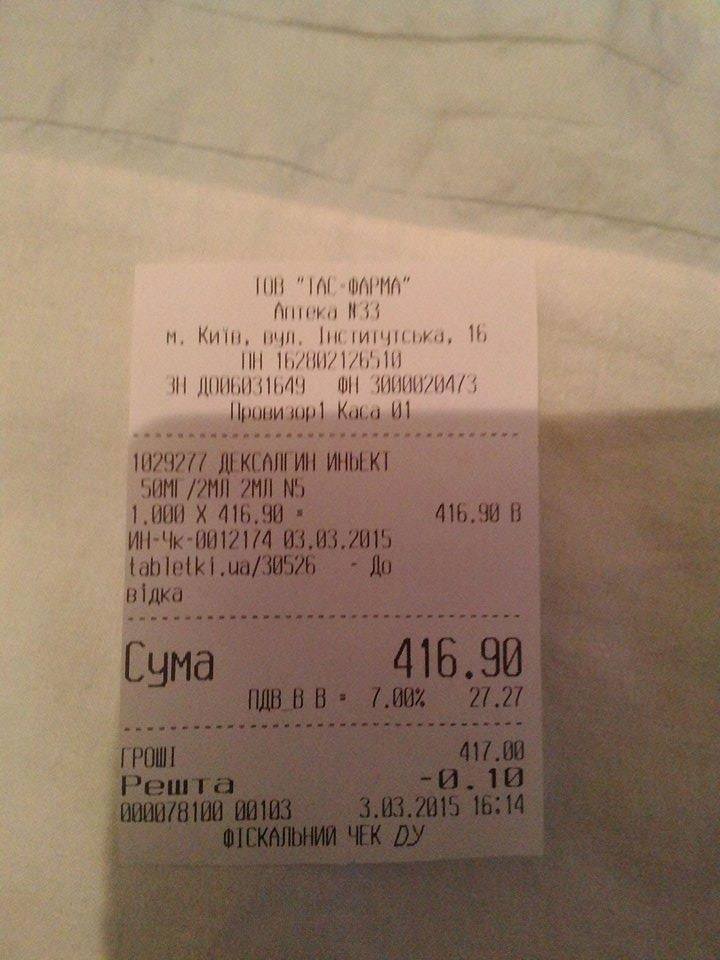 ТОВ "ТАС-ФАРМА"
Аптека №33
м. Київ, вул. Інститутська, 16
ПН 162802126510
ЗН ДО06031649 ФН 3000020473
Провизор1 Каса 01
1029277 ДЕКСАЛГИН ИНЬЕКТ
50МГ/2МЛ 2МЛ N5
1.000 X 416.90 = 416.90 В
ИН-Чк-0012174 03.03.2015
tabletki.ua/30526 - До
відка
Сума 416.90
ПДВ_В В = 7.00% 27.27
ГРОШІ 417.00
Решта -0.10
000078100 00103 3.03.2015 16:14
ФІСКАЛЬНИЙ ЧЕК